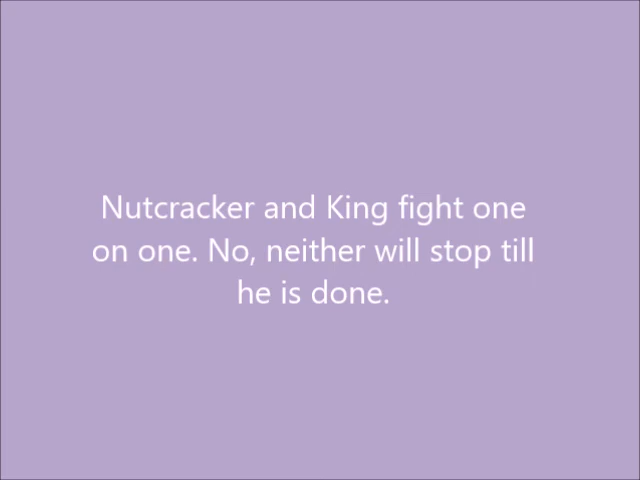 Nutcracker and King fight one
on one. No, neither will stop till
he is done.